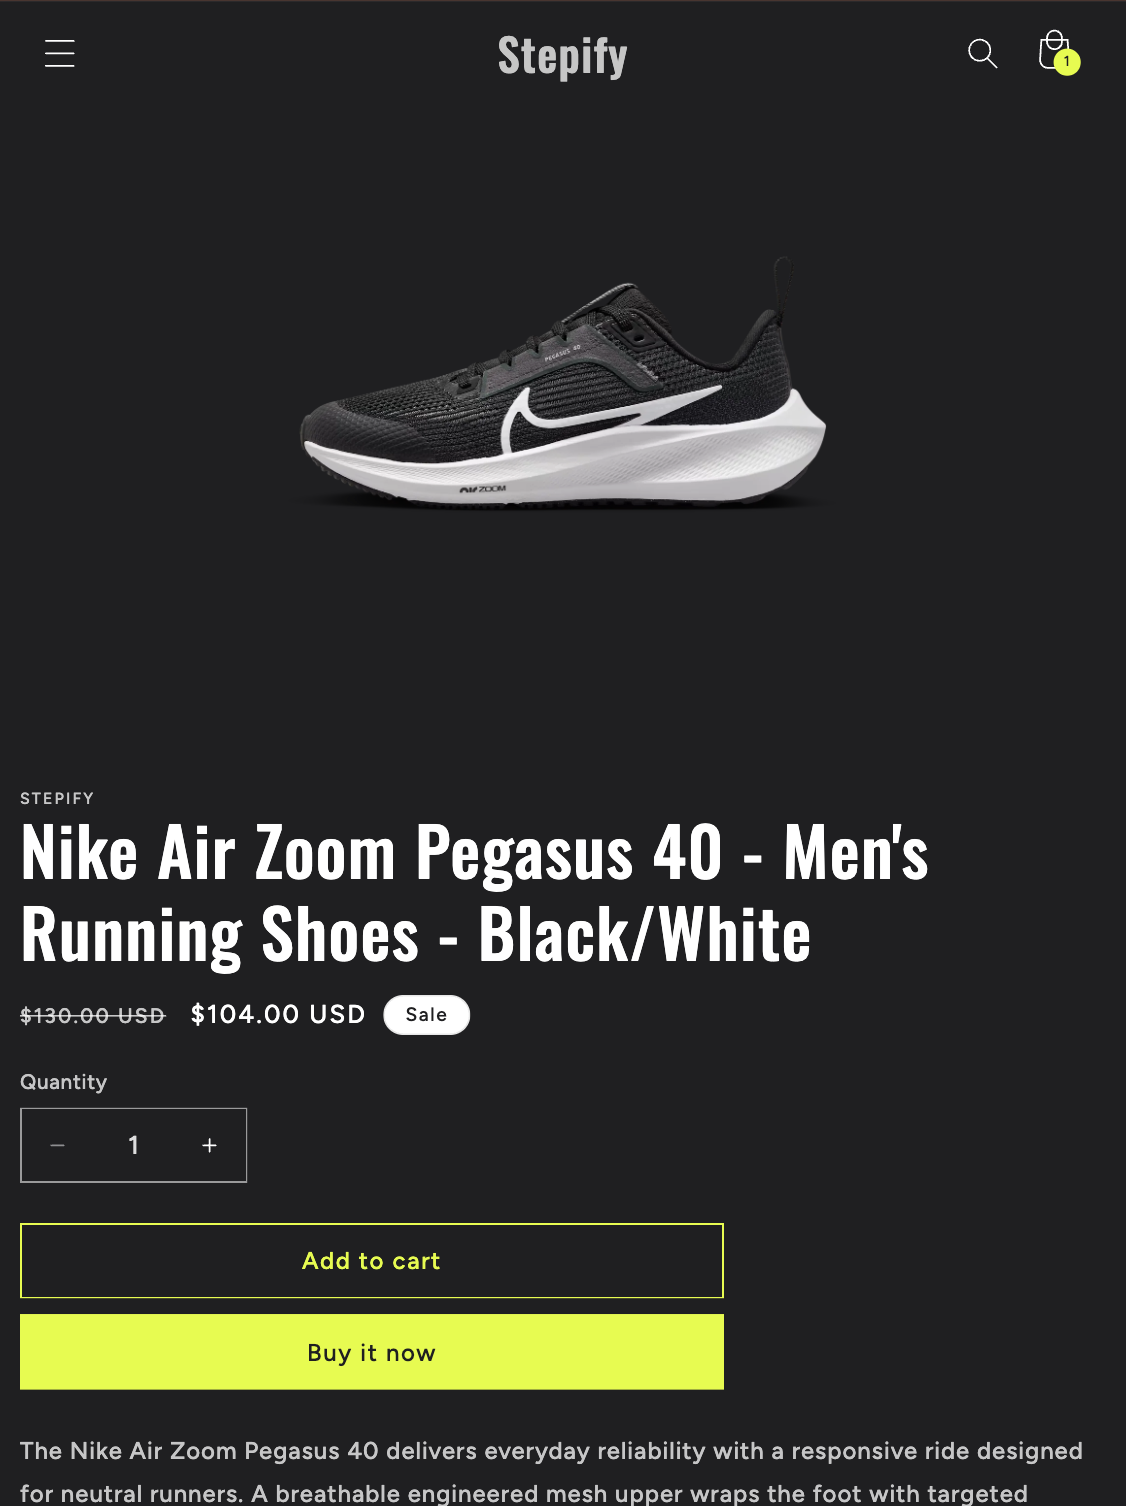 Stepify
1
PEGASUS 40
ZOOM
STEPIFY
Nike Air Zoom Pegasus 40 - Men's
Running Shoes - Black/White
$130.00 USD $104.00 USD Sale
Quantity
− 1 +
Add to cart
Buy it now
The Nike Air Zoom Pegasus 40 delivers everyday reliability with a responsive ride designed
for neutral runners. A breathable engineered mesh upper wraps the foot with targeted